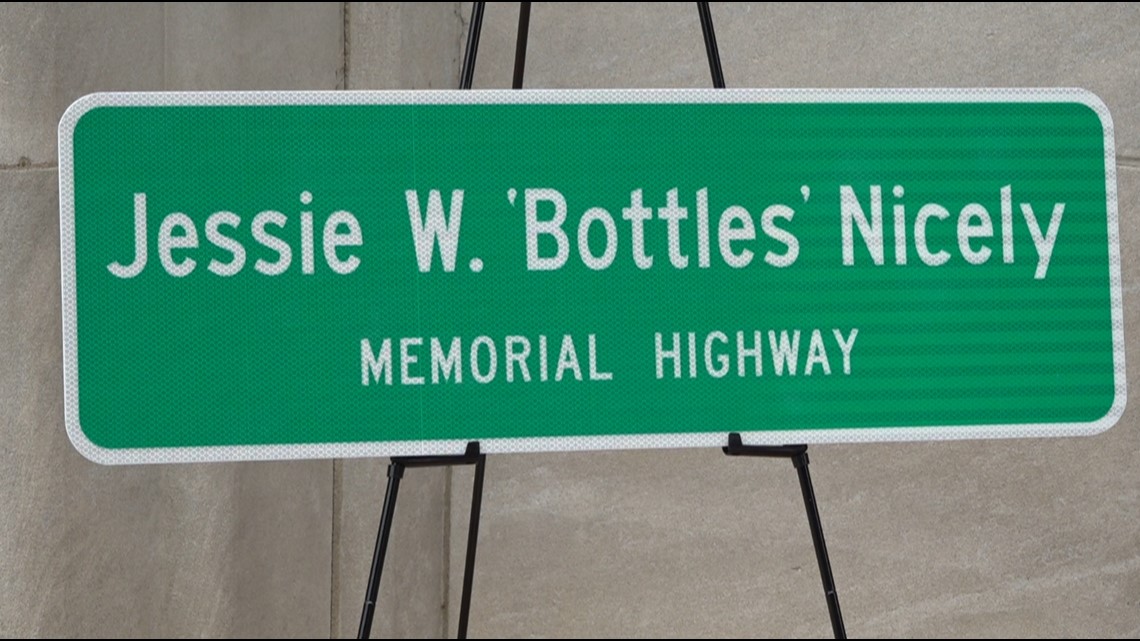 Jessie W. ‘Bottles’ Nicely
MEMORIAL HIGHWAY